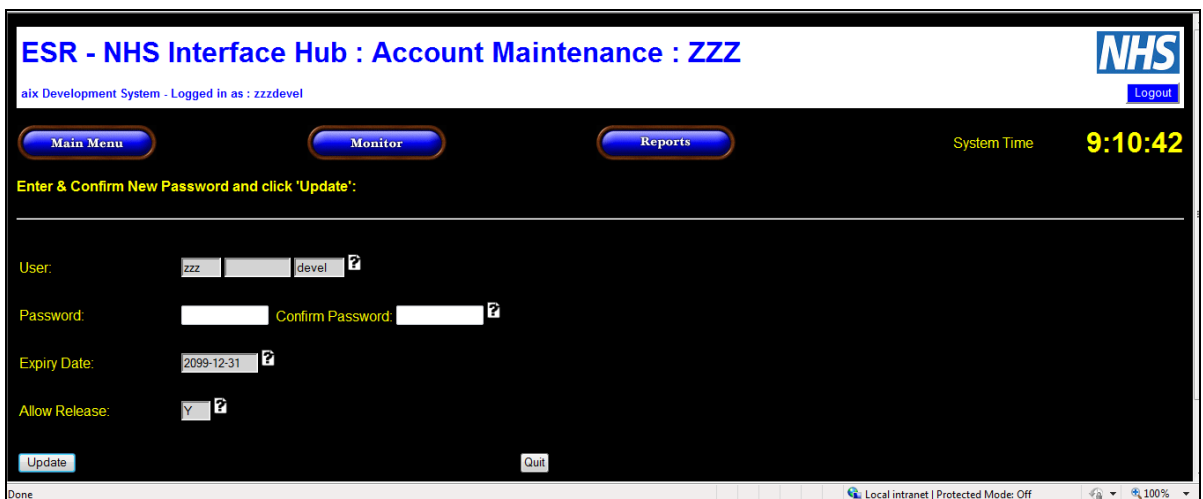 ESR - NHS Interface Hub : Account Maintenance : ZZZ
NHS
aix Development System - Logged in as : zzzdevel
Logout
Main Menu
Monitor
Reports
System Time
9:10:42
Enter & Confirm New Password and click 'Update':
User:
zzz
devel
?
Password:
Confirm Password:
?
Expiry Date:
2099-12-31
?
Allow Release:
Y
?
Update
Quit
Done
Local intranet | Protected Mode: Off
100%